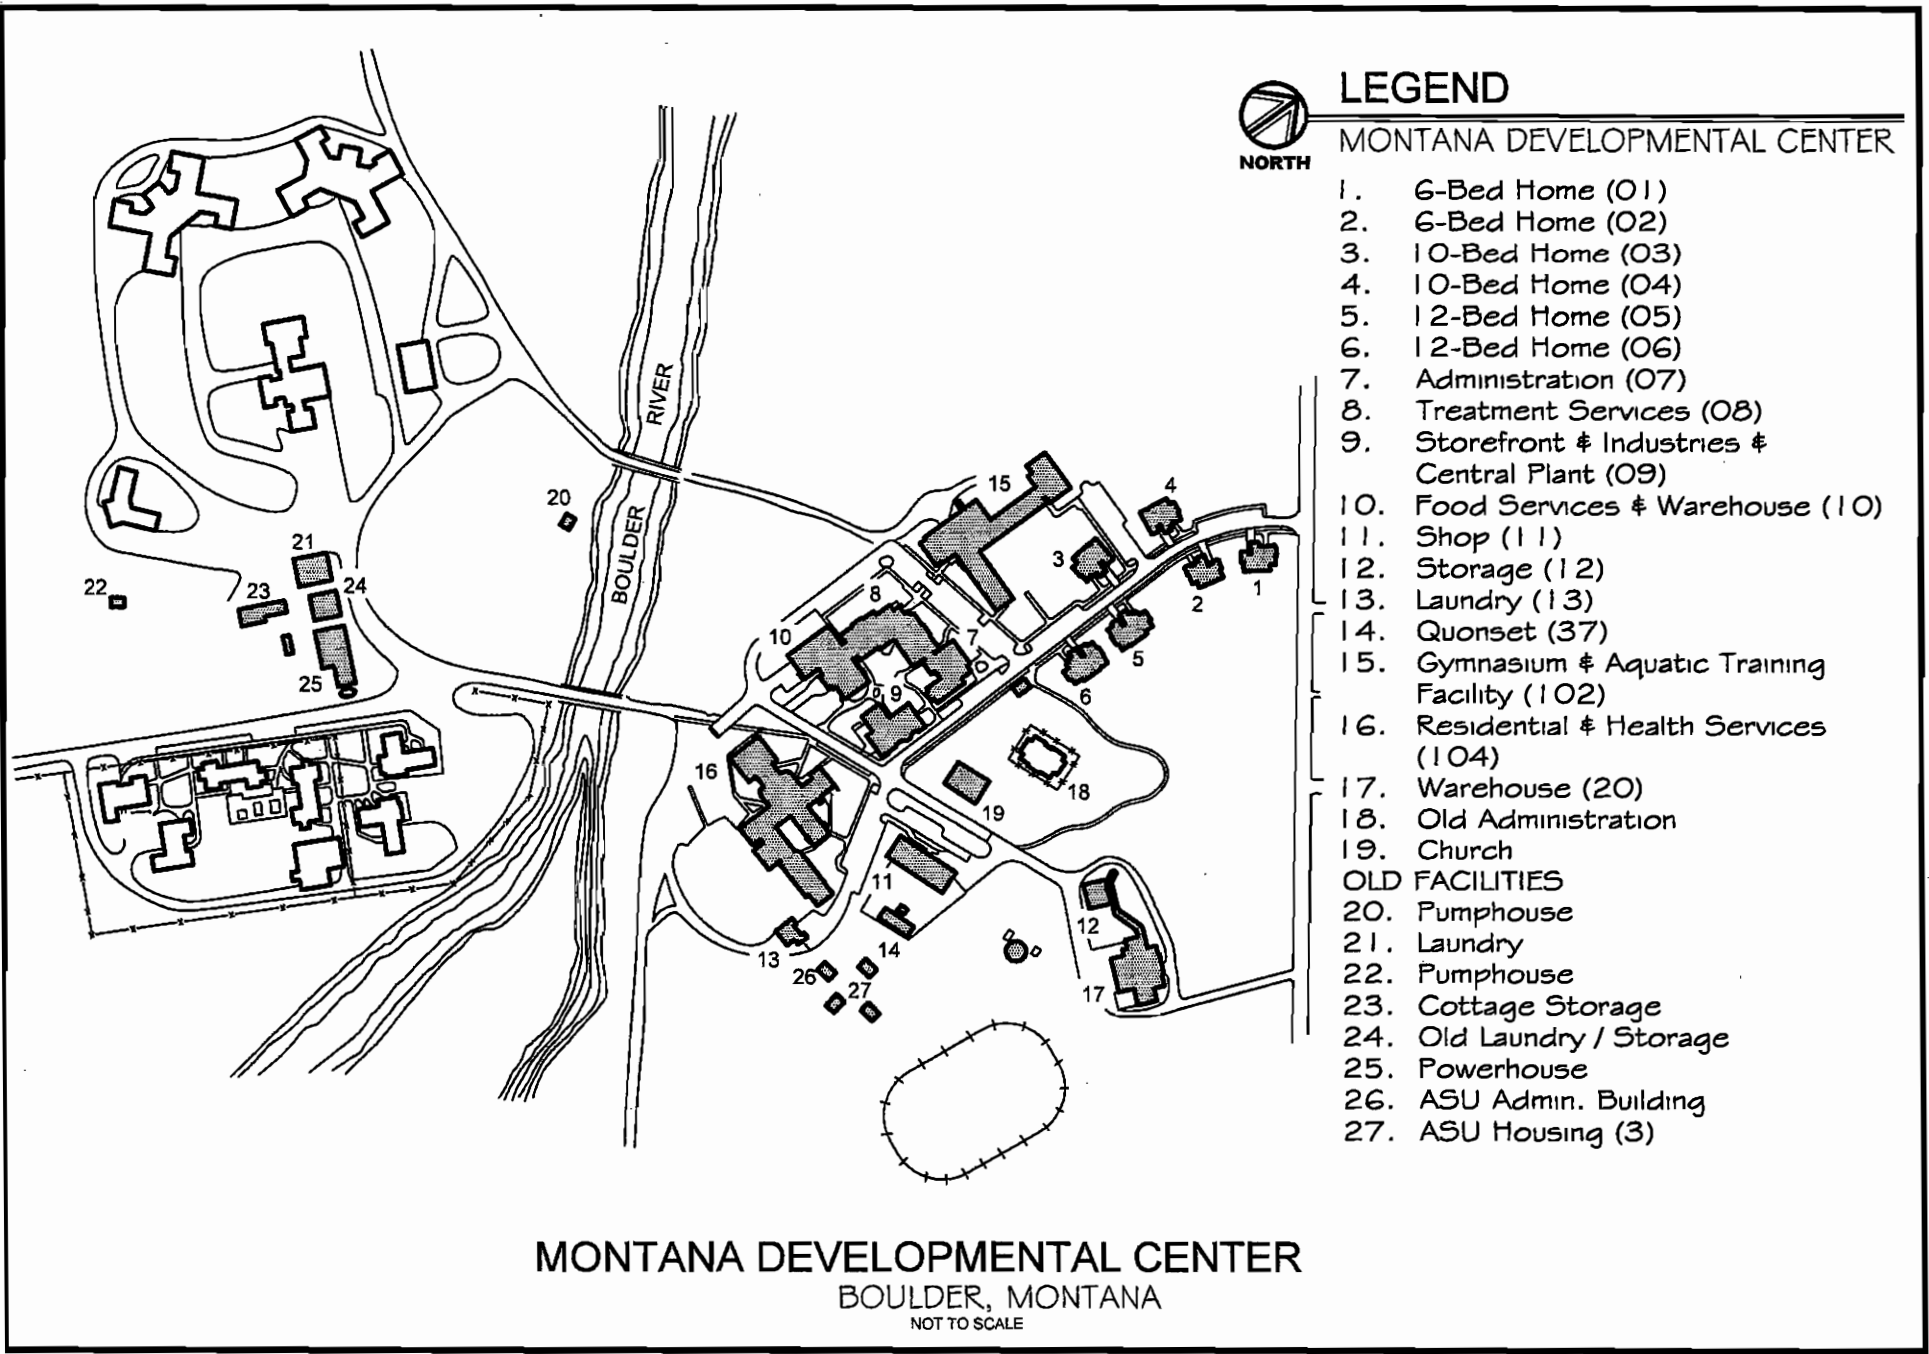 LEGEND
NORTH
MONTANA DEVELOPMENTAL CENTER
1. 6-Bed Home (01)
2. 6-Bed Home (02)
3. 10-Bed Home (03)
4. 10-Bed Home (04)
5. 12-Bed Home (05)
6. 12-Bed Home (06)
7. Administration (07)
8. Treatment Services (08)
9. Storefront & Industries &
Central Plant (09)
10. Food Services & Warehouse (10)
11. Shop (11)
12. Storage (12)
13. Laundry (13)
14. Quonset (37)
15. Gymnasium & Aquatic Training
Facility (102)
16. Residential & Health Services
(104)
17. Warehouse (20)
18. Old Administration
19. Church
OLD FACILITIES
20. Pumphouse
21. Laundry
22. Pumphouse
23. Cottage Storage
24. Old Laundry / Storage
25. Powerhouse
26. ASU Admin. Building
27. ASU Housing (3)
RIVER
BOULDER
15
4
20
21
3
22
23
24
8
2
1
10
7
5
25
9
6
16
18
19
11
12
14
13
26
27
17
MONTANA DEVELOPMENTAL CENTER
BOULDER, MONTANA
NOT TO SCALE